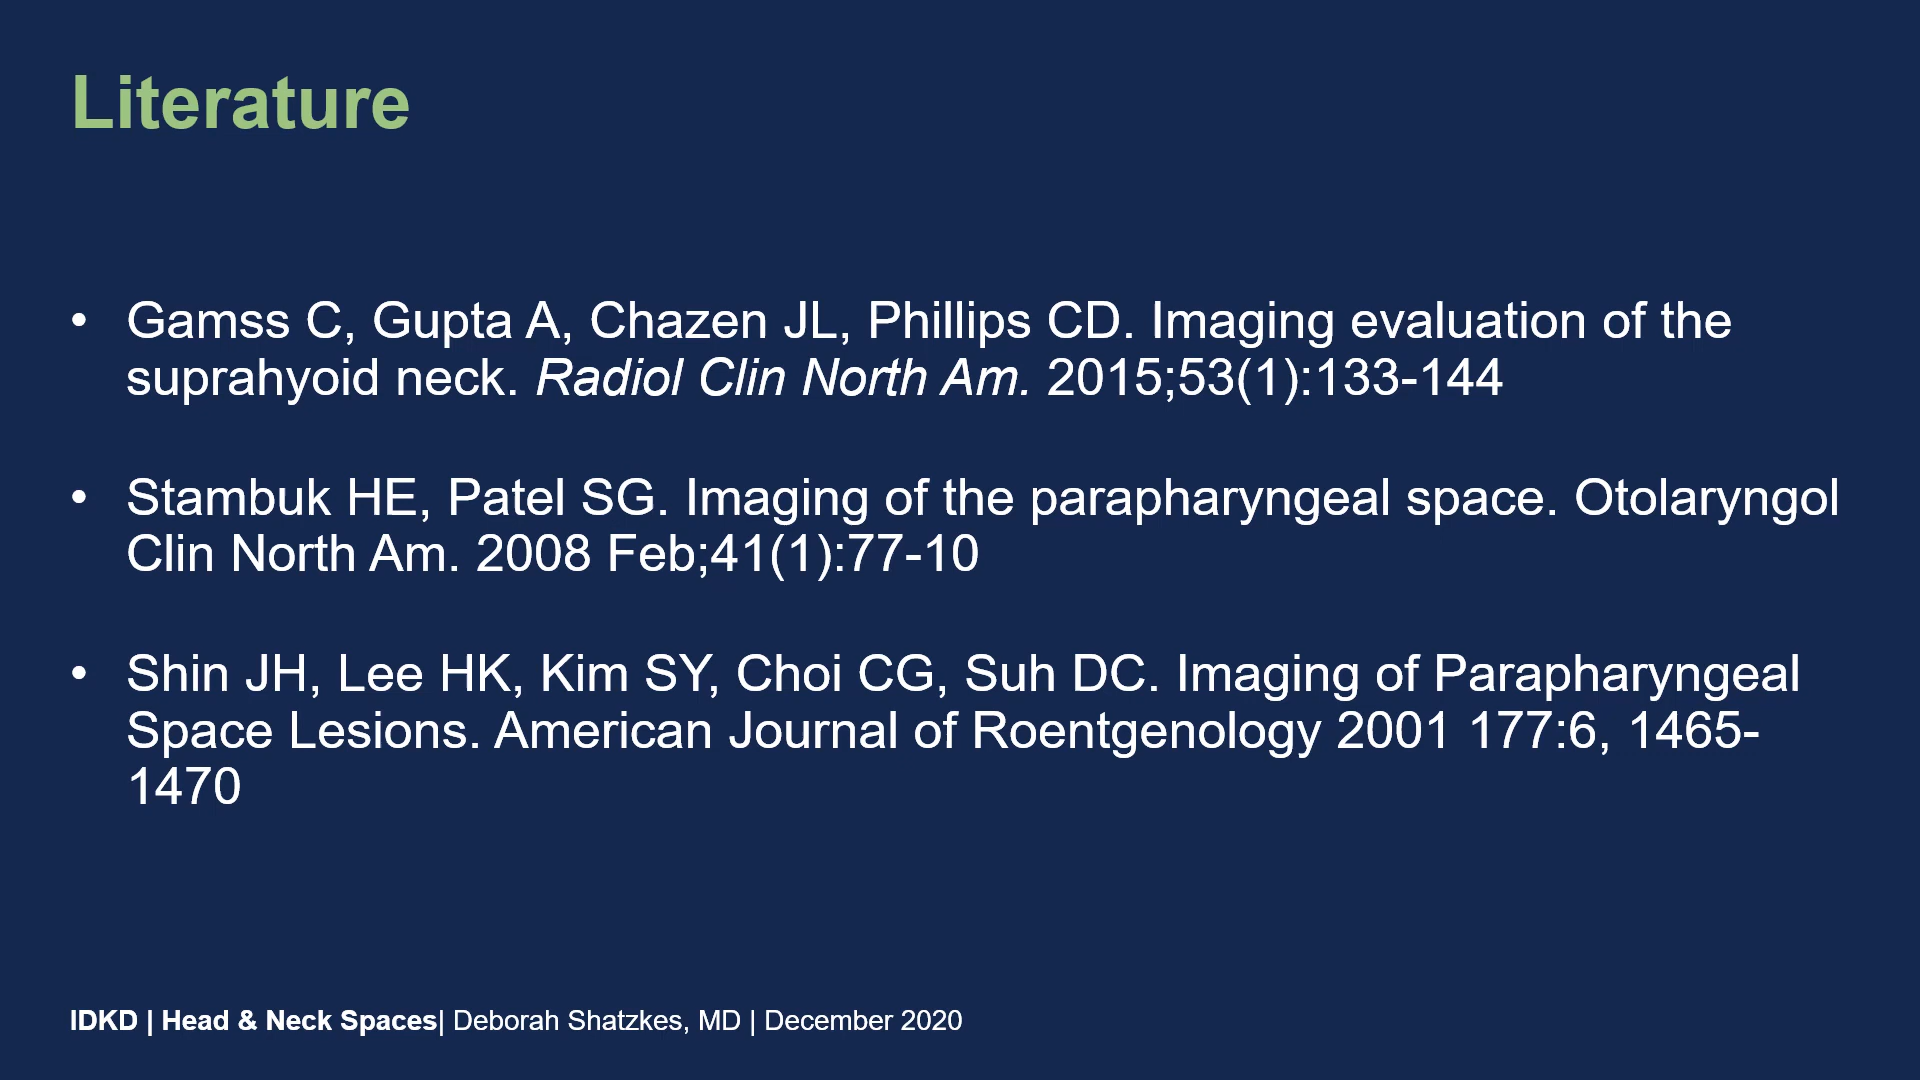 Literature
• Gamss C, Gupta A, Chazen JL, Phillips CD. Imaging evaluation of the
suprahyoid neck. Radiol Clin North Am. 2015;53(1):133-144
• Stambuk HE, Patel SG. Imaging of the parapharyngeal space. Otolaryngol
Clin North Am. 2008 Feb;41(1):77-10
• Shin JH, Lee HK, Kim SY, Choi CG, Suh DC. Imaging of Parapharyngeal
Space Lesions. American Journal of Roentgenology 2001 177:6, 1465-
1470
IDKD | Head & Neck Spaces| Deborah Shatzkes, MD | December 2020